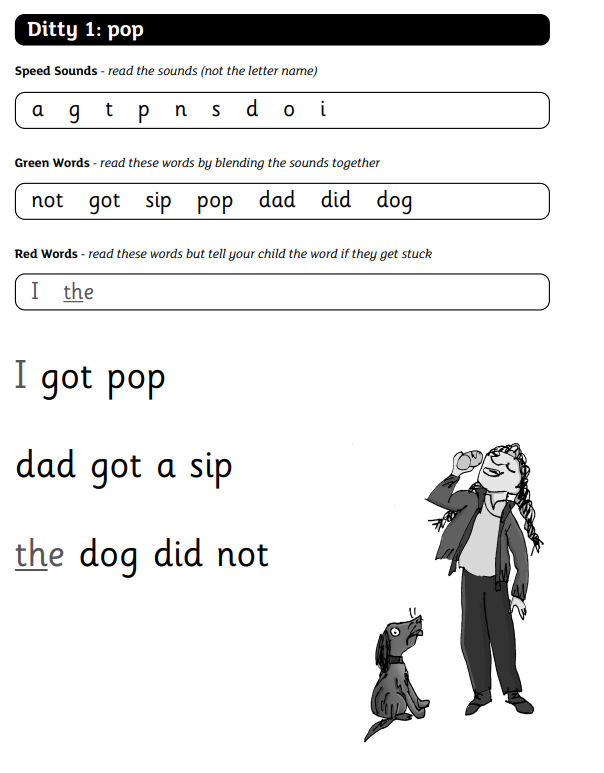 Ditty 1: pop
Speed Sounds - read the sounds (not the letter name)
a g t p n s d o i
Green Words - read these words by blending the sounds together
not got sip pop dad did dog
Red Words - read these words but tell your child the word if they get stuck
I the
I got pop
dad got a sip
the dog did not